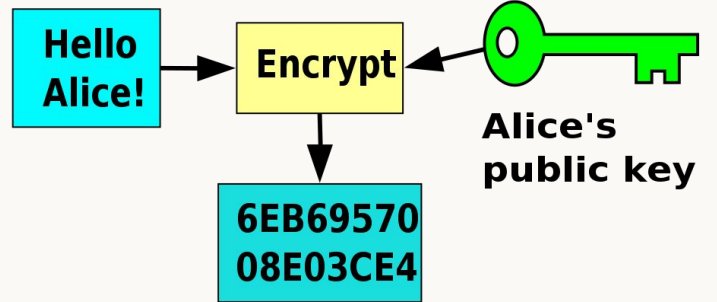 Hello
Alice!
Encrypt
Alice's
public key
6EB69570
08E03CE4